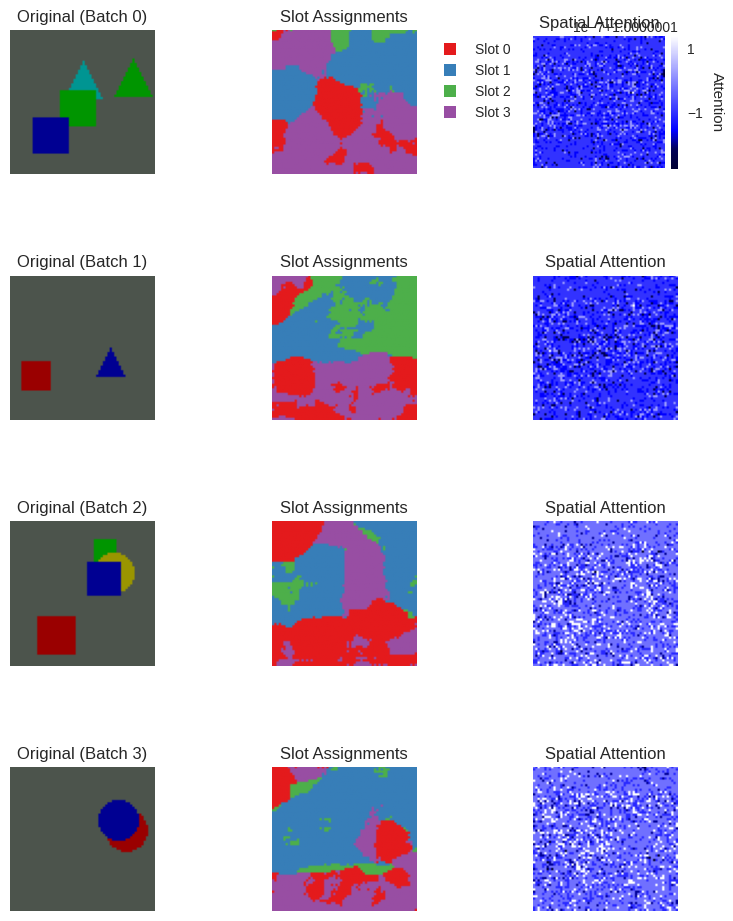 Original (Batch 0)
Slot Assignments
Slot 0
Slot 1
Slot 2
Slot 3
Spatial Attention
1e−7+1.0000001
1
−1
Attention
Original (Batch 1)
Slot Assignments
Spatial Attention
Original (Batch 2)
Slot Assignments
Spatial Attention
Original (Batch 3)
Slot Assignments
Spatial Attention